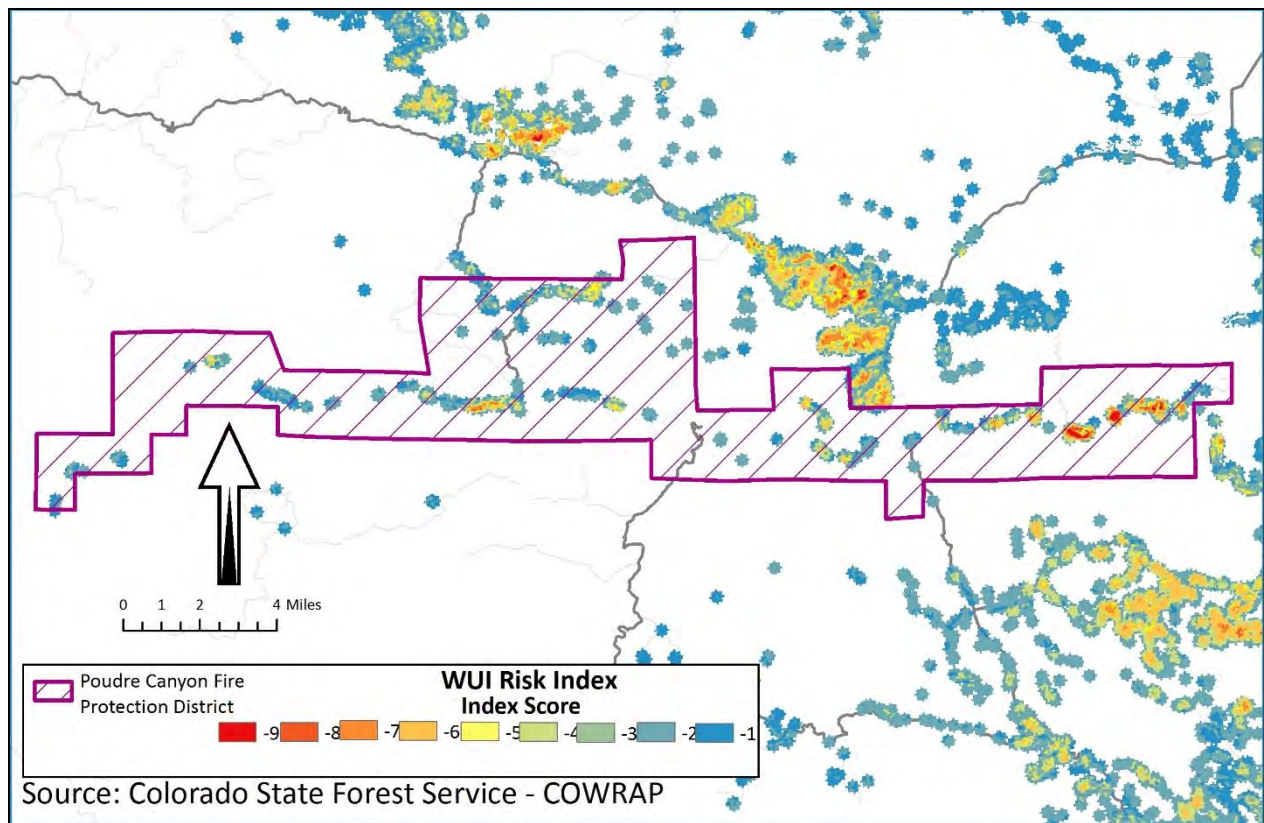 0 1 2 4 Miles
Poudre Canyon Fire
Protection District
WUI Risk Index
Index Score
-9 -8 -7 -6 -5 -4 -3 -2 -1
Source: Colorado State Forest Service - COWRAP